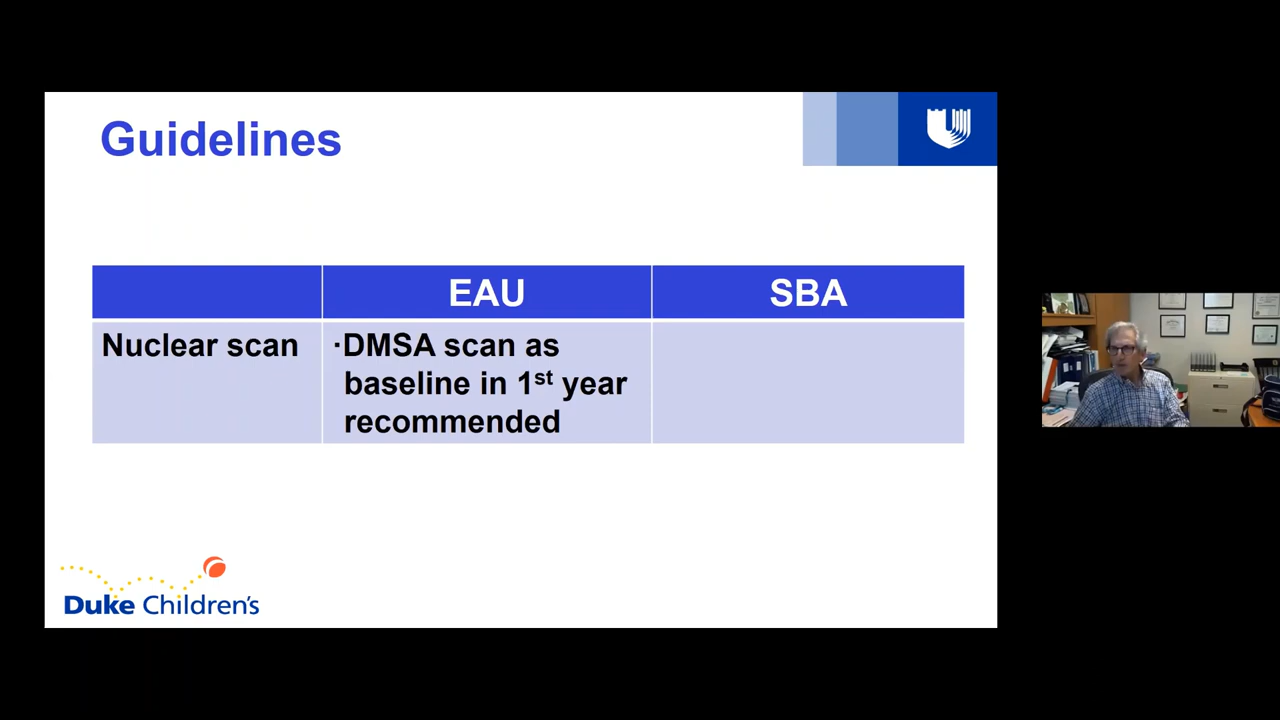 Guidelines
EAU
SBA
Nuclear scan
·DMSA scan as
baseline in 1st year
recommended
Duke Children's